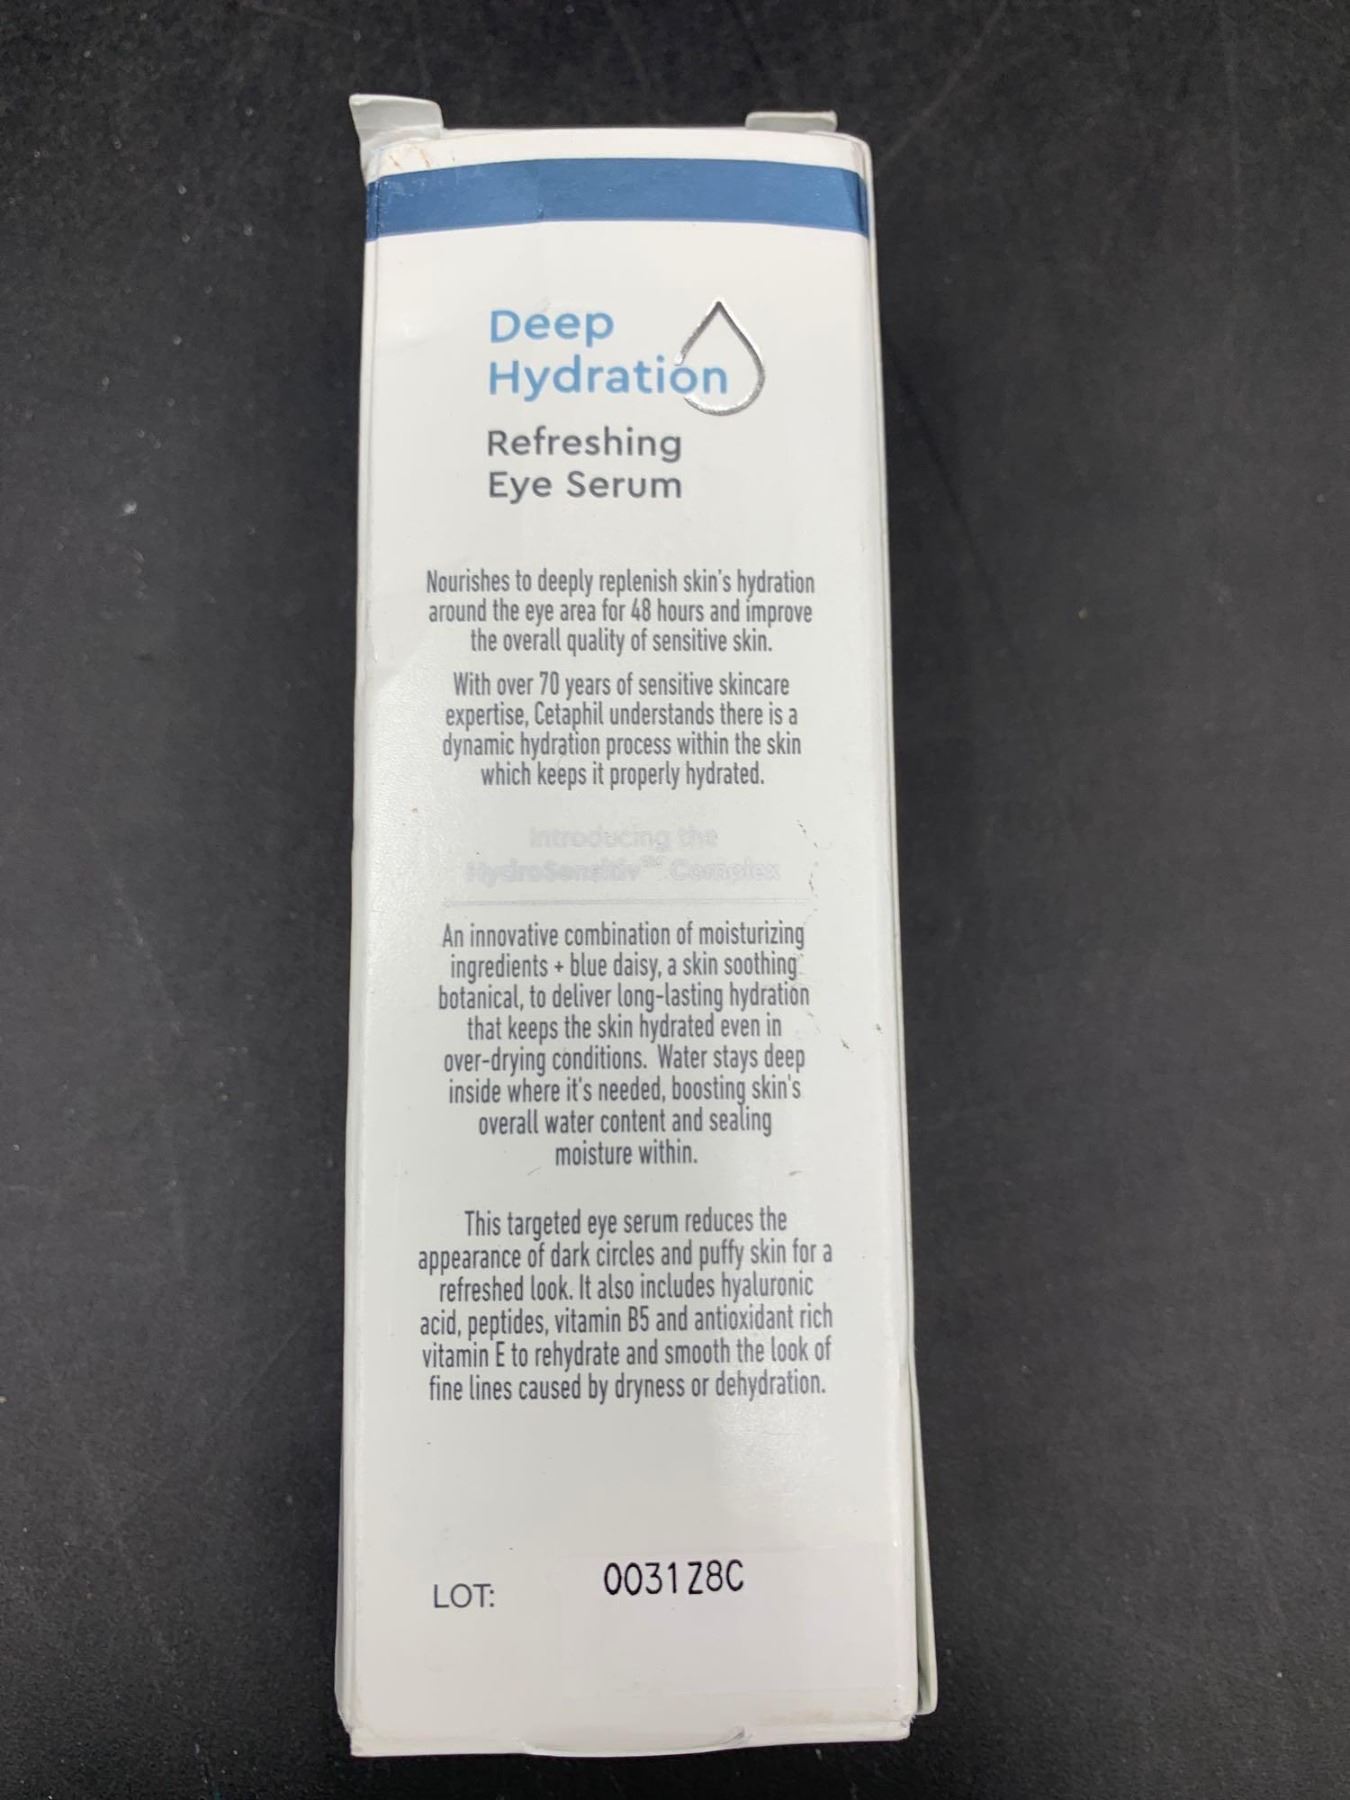 Deep
Hydration
Refreshing
Eye Serum
Nourishes to deeply replenish skin's hydration
around the eye area for 48 hours and improve
the overall quality of sensitive skin.
With over 70 years of sensitive skincare
expertise, Cetaphil understands there is a
dynamic hydration process within the skin
which keeps it properly hydrated.
Introducing the
HydroSensitiv℠ Complex
An innovative combination of moisturizing
ingredients + blue daisy, a skin soothing
botanical, to deliver long-lasting hydration
that keeps the skin hydrated even in
over-drying conditions. Water stays deep
inside where it's needed, boosting skin's
overall water content and sealing
moisture within.
This targeted eye serum reduces the
appearance of dark circles and puffy skin for a
refreshed look. It also includes hyaluronic
acid, peptides, vitamin B5 and antioxidant rich
vitamin E to rehydrate and smooth the look of
fine lines caused by dryness or dehydration.
LOT: 0031Z8C